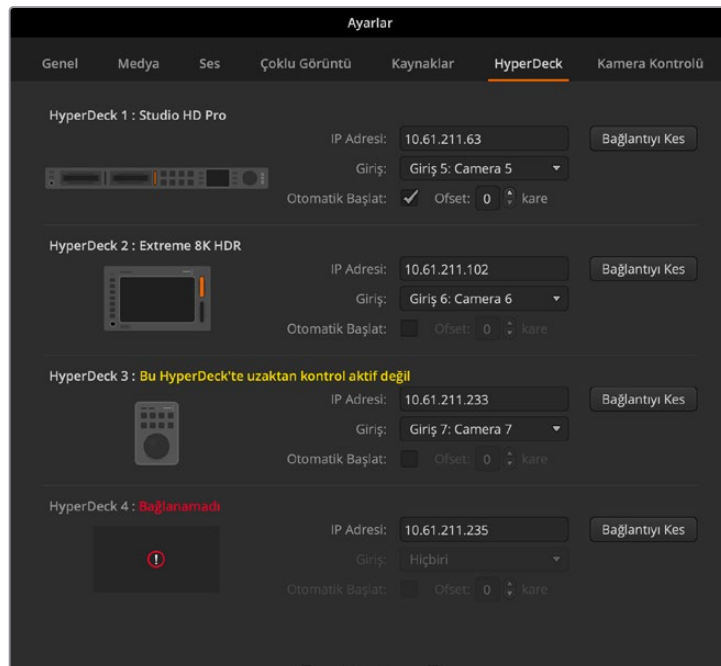 Ayarlar
Genel Medya Ses Çoklu Görüntü Kaynaklar HyperDeck Kamera Kontrolü
HyperDeck 1 : Studio HD Pro
IP Adresi: 10.61.211.63 Bağlantıyı Kes
Giriş: Giriş 5: Camera 5
Otomatik Başlat: Ofset: 0 kare
HyperDeck 2 : Extreme 8K HDR
IP Adresi: 10.61.211.102 Bağlantıyı Kes
Giriş: Giriş 6: Camera 6
Otomatik Başlat: Ofset: 0 kare
HyperDeck 3 : Bu HyperDeck'te uzaktan kontrol aktif değil
IP Adresi: 10.61.211.233 Bağlantıyı Kes
Giriş: Giriş 7: Camera 7
Otomatik Başlat: Ofset: 0 kare
HyperDeck 4 : Bağlanamadı
IP Adresi: 10.61.211.235 Bağlantıyı Kes
Giriş: Hiçbiri
Otomatik Başlat: Ofset: 0 kare